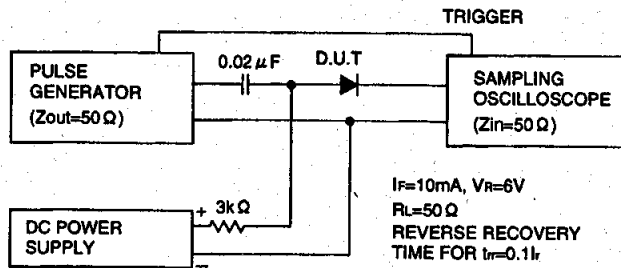 TRIGGER
PULSE
GENERATOR
(Zout=50Ω)
0.02μF
D.U.T
SAMPLING
OSCILLOSCOPE
(Zin=50Ω)
DC POWER
SUPPLY
+
3kΩ
−
IF=10mA, VR=6V
RL=50Ω
REVERSE RECOVERY
TIME FOR trr=0.1Ir